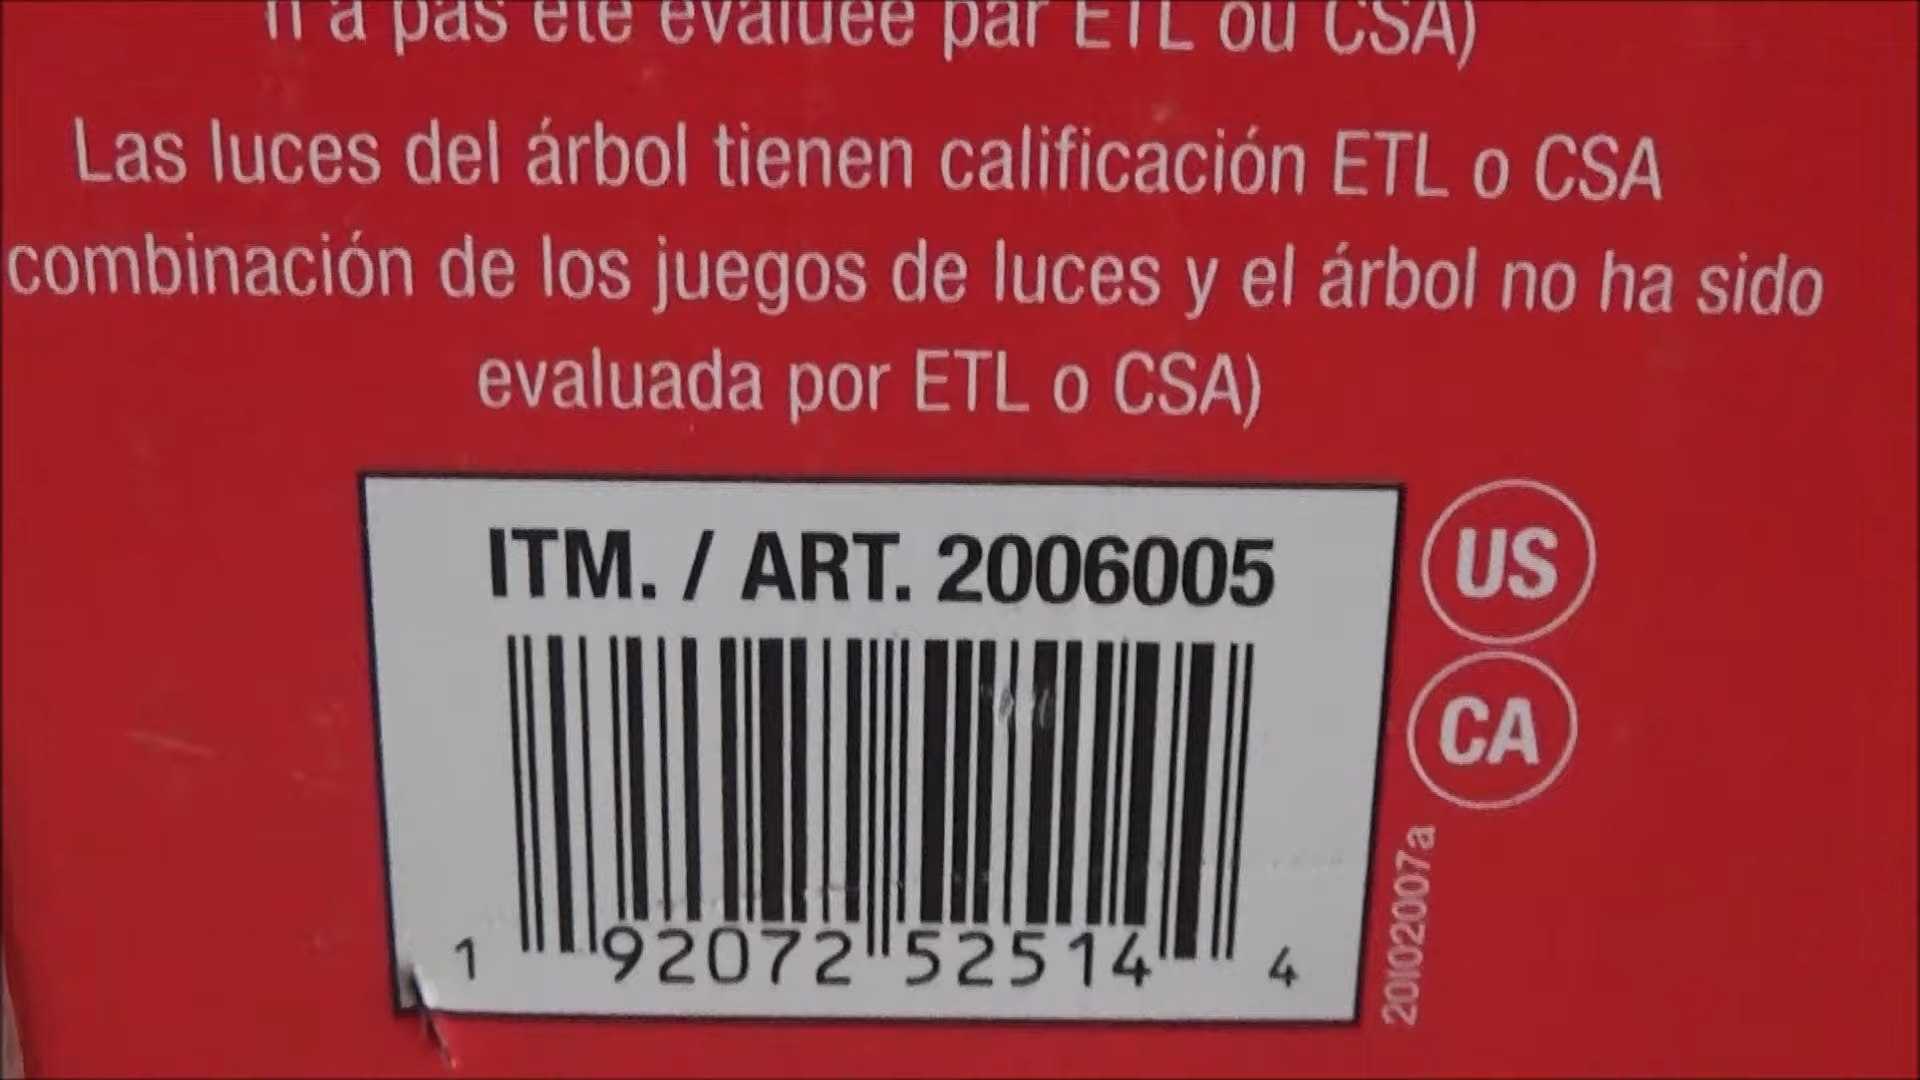 n'a pas été évaluée par ETL ou CSA)
Las luces del árbol tienen calificación ETL o CSA
combinación de los juegos de luces y el árbol no ha sido
evaluada por ETL o CSA)
ITM. / ART. 2006005
US
CA
1 92072 52514 4
20I02007a